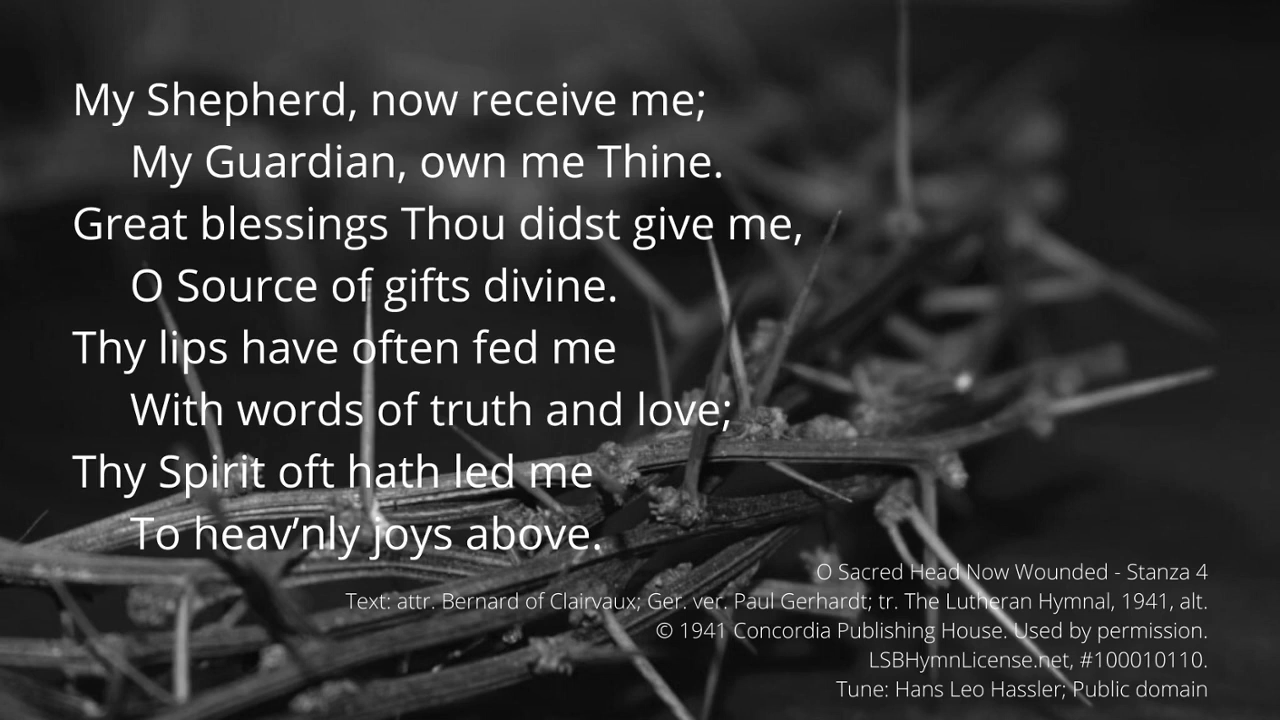 My Shepherd, now receive me;
My Guardian, own me Thine.
Great blessings Thou didst give me,
O Source of gifts divine.
Thy lips have often fed me
With words of truth and love;
Thy Spirit oft hath led me
To heav’nly joys above.
O Sacred Head Now Wounded - Stanza 4
Text: attr. Bernard of Clairvaux; Ger. ver. Paul Gerhardt; tr. The Lutheran Hymnal, 1941, alt.
© 1941 Concordia Publishing House. Used by permission.
LSBHymnLicense.net, #100010110.
Tune: Hans Leo Hassler; Public domain